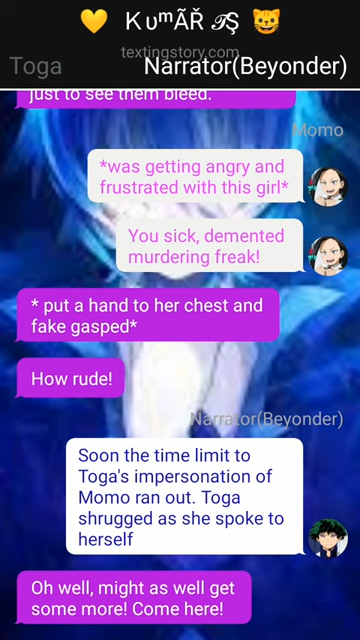 💛 KυᵐÃŘ 𝒯Ş 😺
textingstory.com
Toga Narrator(Beyonder)
just to see them bleed.
Momo
*was getting angry and
frustrated with this girl*
You sick, demented
murdering freak!
* put a hand to her chest and
fake gasped*
How rude!
Narrator(Beyonder)
Soon the time limit to
Toga's impersonation of
Momo ran out. Toga
shrugged as she spoke to
herself
Oh well, might as well get
some more! Come here!